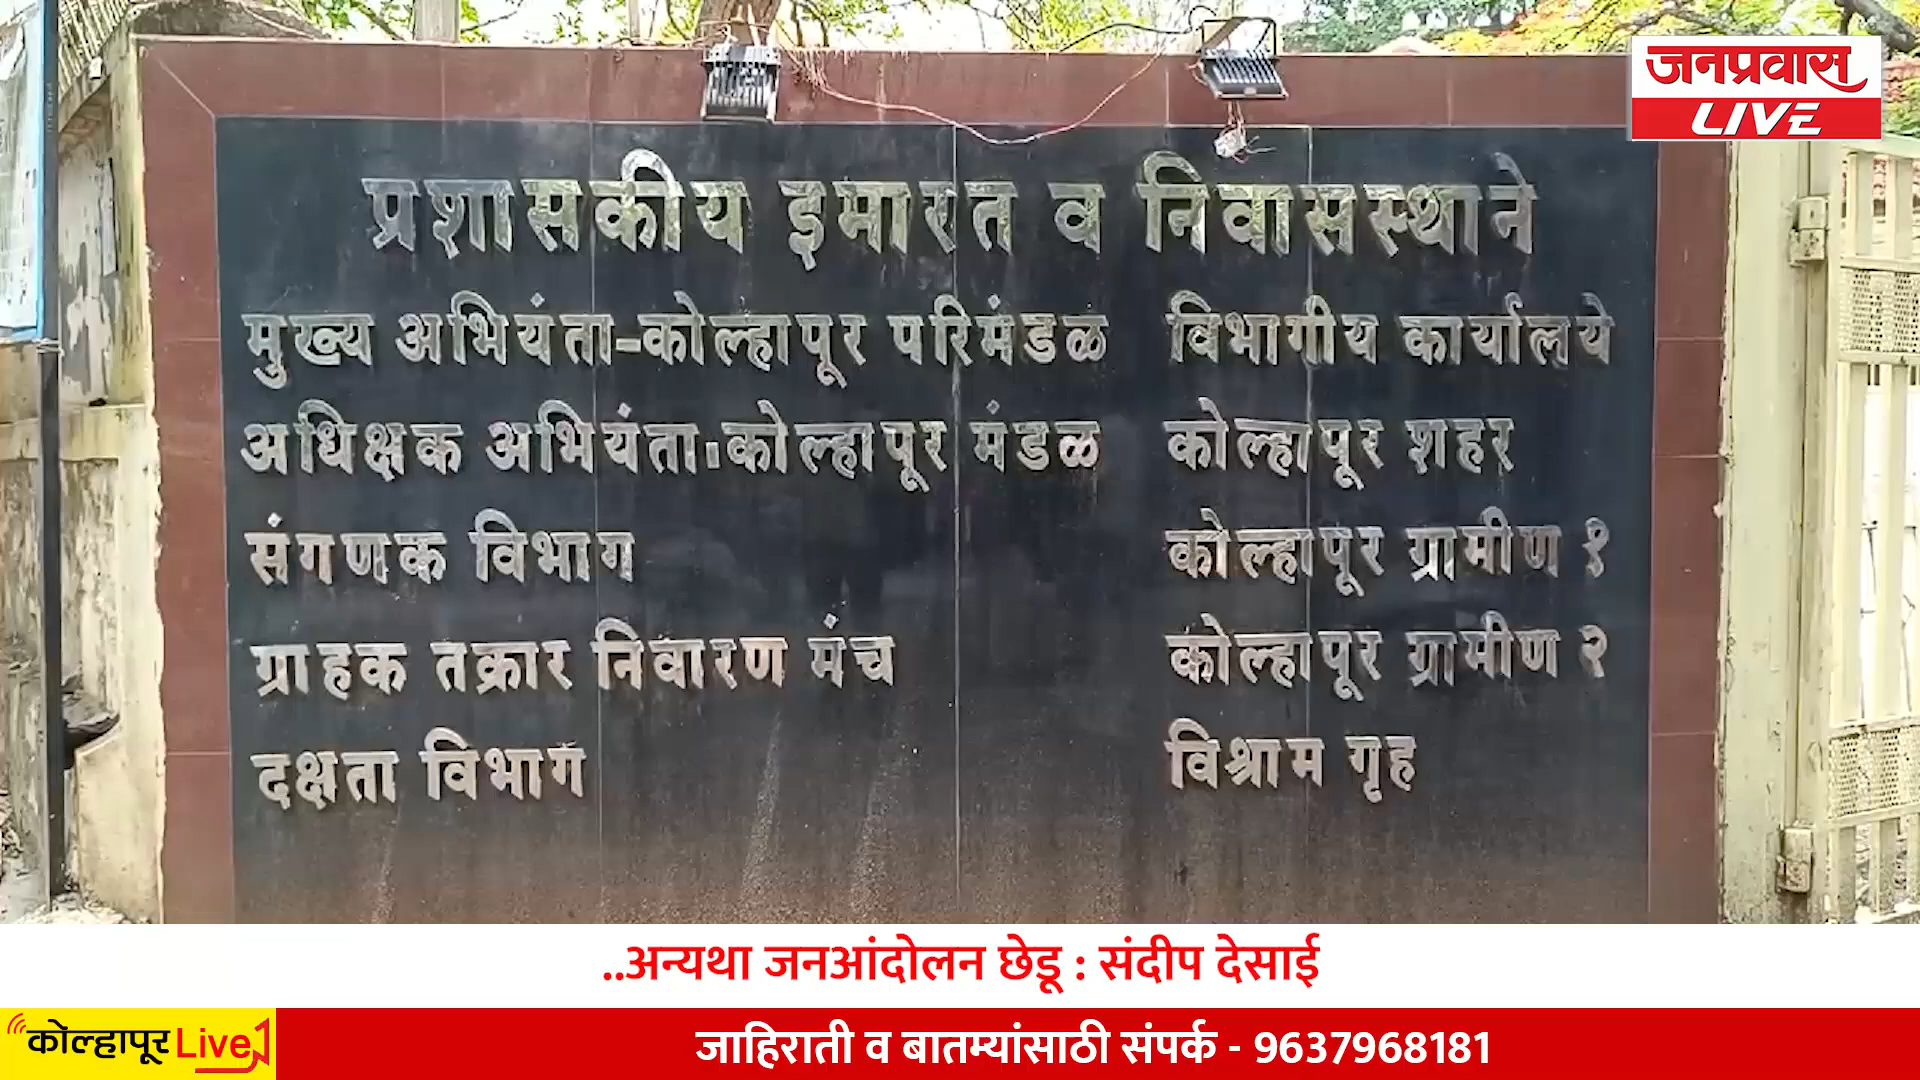 जनप्रवास
LIVE
प्रशासकीय इमारत व निवासस्थाने
मुख्य अभियंता-कोल्हापूर परिमंडळ
अधिक्षक अभियंता-कोल्हापूर मंडळ
संगणक विभाग
ग्राहक तक्रार निवारण मंच
दक्षता विभाग
विभागीय कार्यालये
कोल्हापूर शहर
कोल्हापूर ग्रामीण १
कोल्हापूर ग्रामीण २
विश्राम गृह
..अन्यथा जनआंदोलन छेडू : संदीप देसाई
कोल्हापूर Live
जाहिराती व बातम्यांसाठी संपर्क - 9637968181